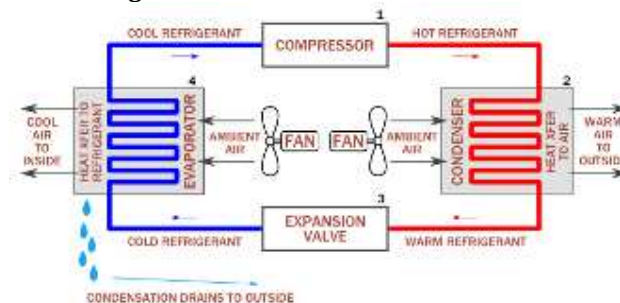 1
COOL REFRIGERANT
COMPRESSOR
HOT REFRIGERANT
4
2
COOL
AIR
TO
INSIDE
HEAT XFER TO
REFRIGERANT
EVAPORATOR
AMBIENT
AIR
FAN
FAN
AMBIENT
AIR
CONDENSER
HEAT XFER
TO AIR
WARM
AIR TO
OUTSIDE
3
COLD REFRIGERANT
EXPANSION
VALVE
WARM REFRIGERANT
CONDENSATION DRAINS TO OUTSIDE